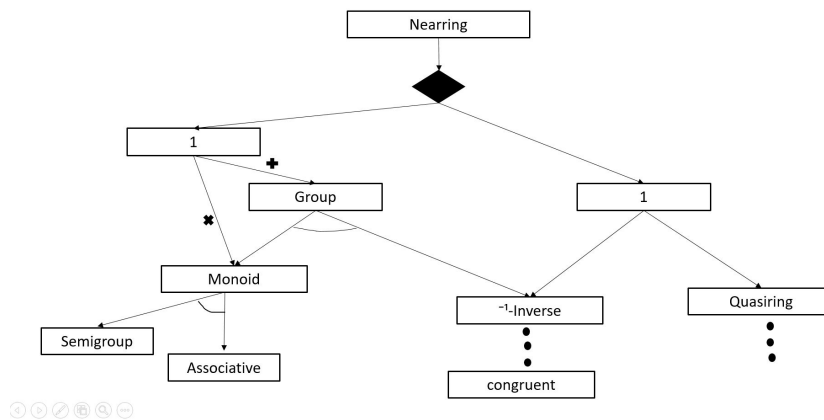 Nearring
1
+
Group
1
×
Monoid
⁻¹-Inverse
Quasiring
Semigroup
Associative
congruent